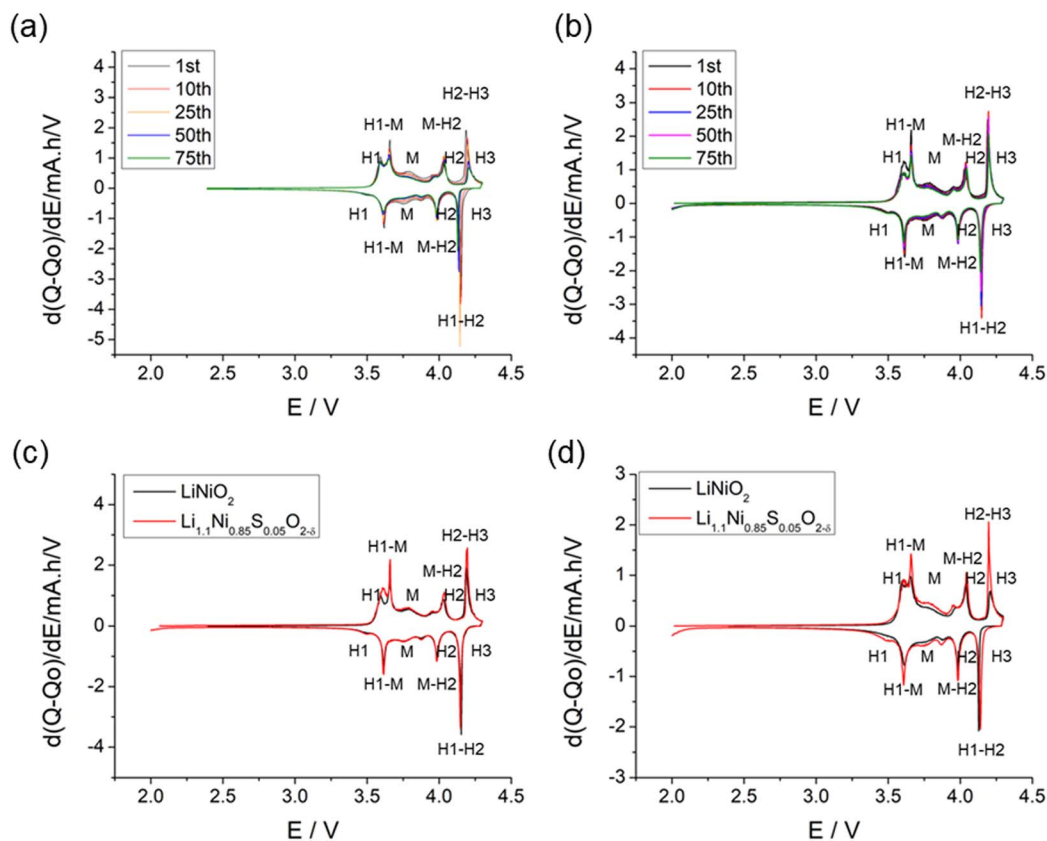 (a)
1st
10th
25th
50th
75th
H2-H3
H1-M
M-H2
H1
M
H2
H3
H1
M
H2
H3
H1-M
M-H2
H1-H2
4
3
2
1
0
-1
-2
-3
-4
-5
2.0 2.5 3.0 3.5 4.0 4.5
d(Q-Qo)/dE/mA.h/V
E / V
(b)
1st
10th
25th
50th
75th
H2-H3
H1-M
M-H2
H1
M
H2
H3
H1
M
H2
H3
H1-M
M-H2
H1-H2
4
3
2
1
0
-1
-2
-3
-4
2.0 2.5 3.0 3.5 4.0 4.5
d(Q-Qo)/dE/mA.h/V
E / V
(c)
LiNiO2
Li1.1Ni0.85S0.05O2-δ
H2-H3
H1-M
M-H2
H1
M
H2
H3
H1
M
H2
H3
H1-M
M-H2
H1-H2
4
2
0
-2
-4
2.0 2.5 3.0 3.5 4.0 4.5
d(Q-Qo)/dE/mA.h/V
E / V
(d)
LiNiO2
Li1.1Ni0.85S0.05O2-δ
H2-H3
H1-M
M-H2
H1
M
H2
H3
H1
M
H2
H3
H1-M
M-H2
H1-H2
3
2
1
0
-1
-2
-3
2.0 2.5 3.0 3.5 4.0 4.5
d(Q-Qo)/dE/mA.h/V
E / V